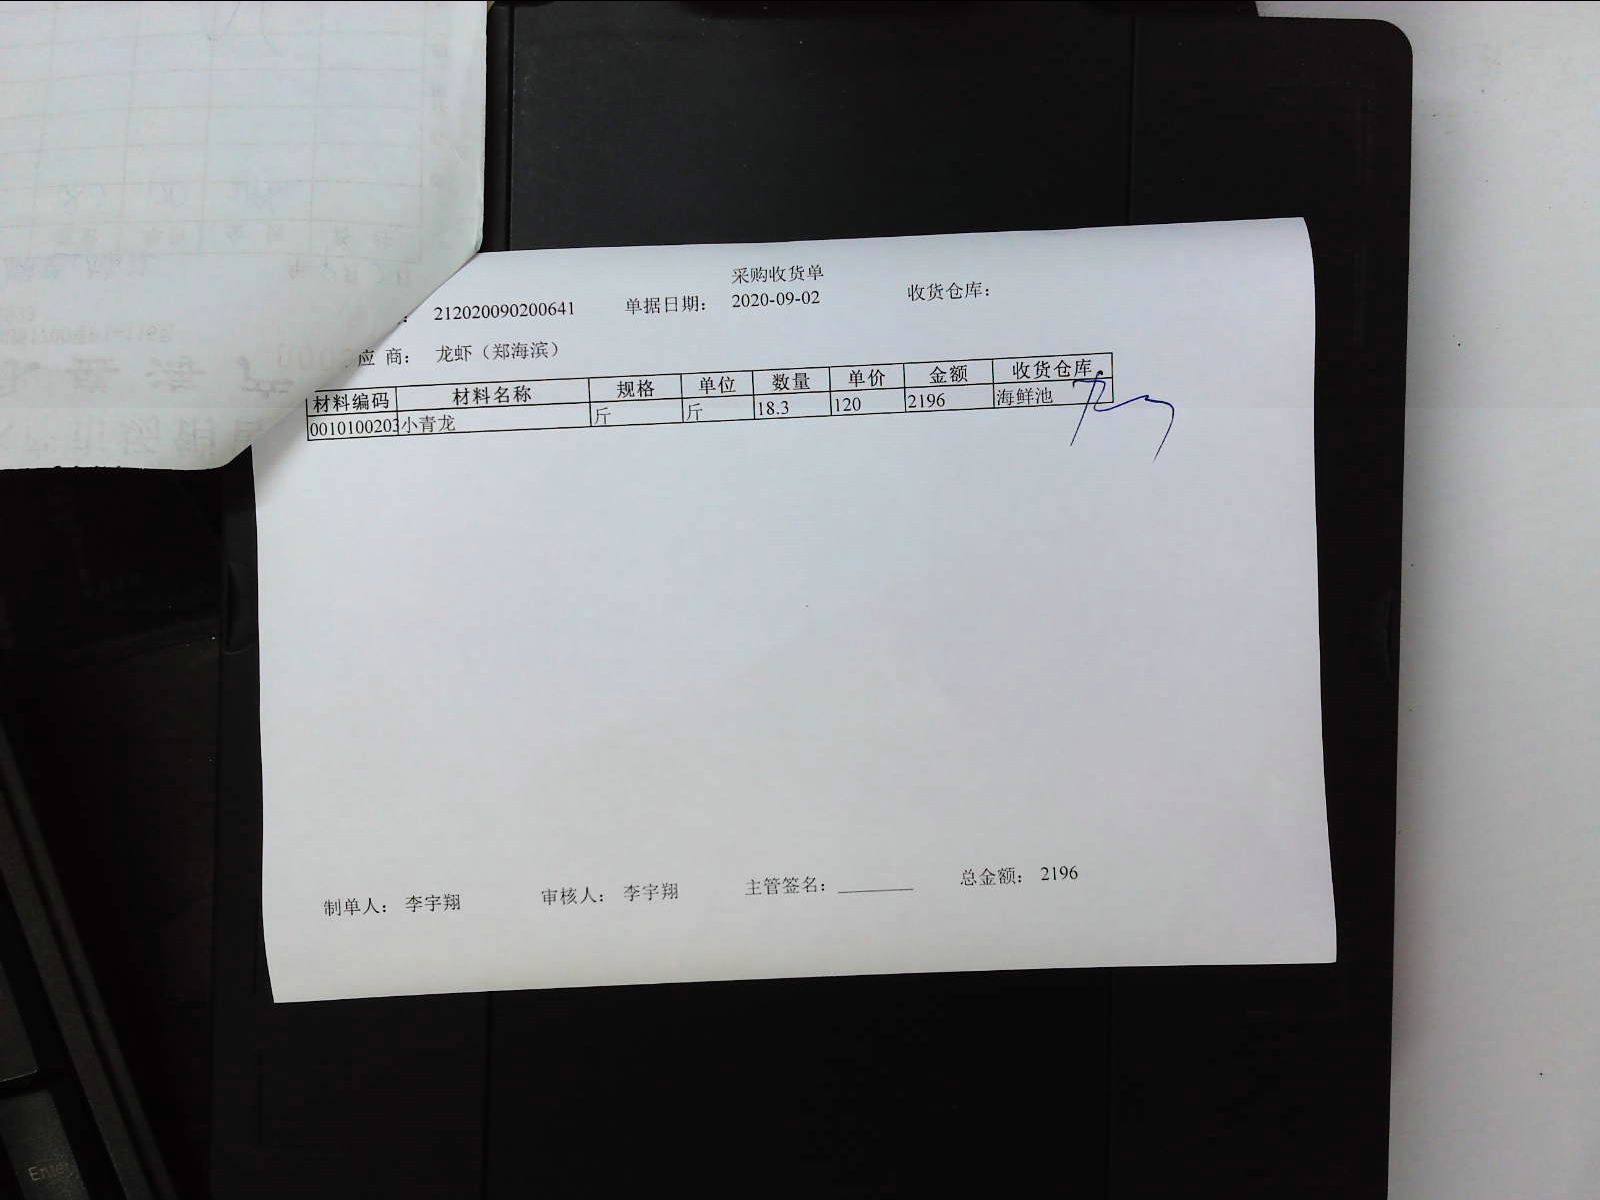 采购收货单
212020090200641 单据日期： 2020-09-02 收货仓库：
应 商： 龙虾（郑海滨）
材料编码 材料名称 规格 单位 数量 单价 金额 收货仓库
0010100203 小青龙 斤 斤 18.3 120 2196 海鲜池
制单人： 李宇翔 审核人： 李宇翔 主管签名： 总金额： 2196
Enter